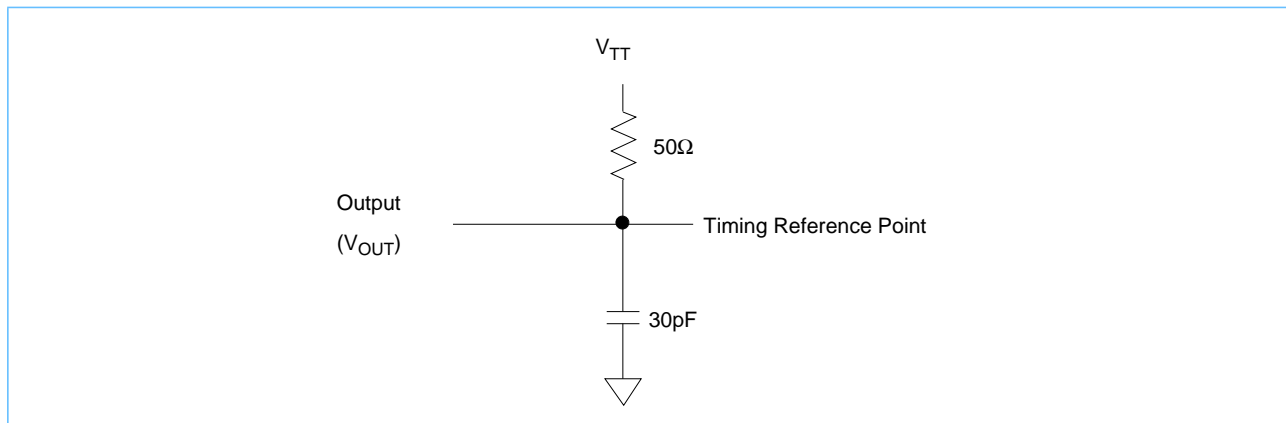 V_TT
50Ω
Output
(V_OUT)
Timing Reference Point
30pF